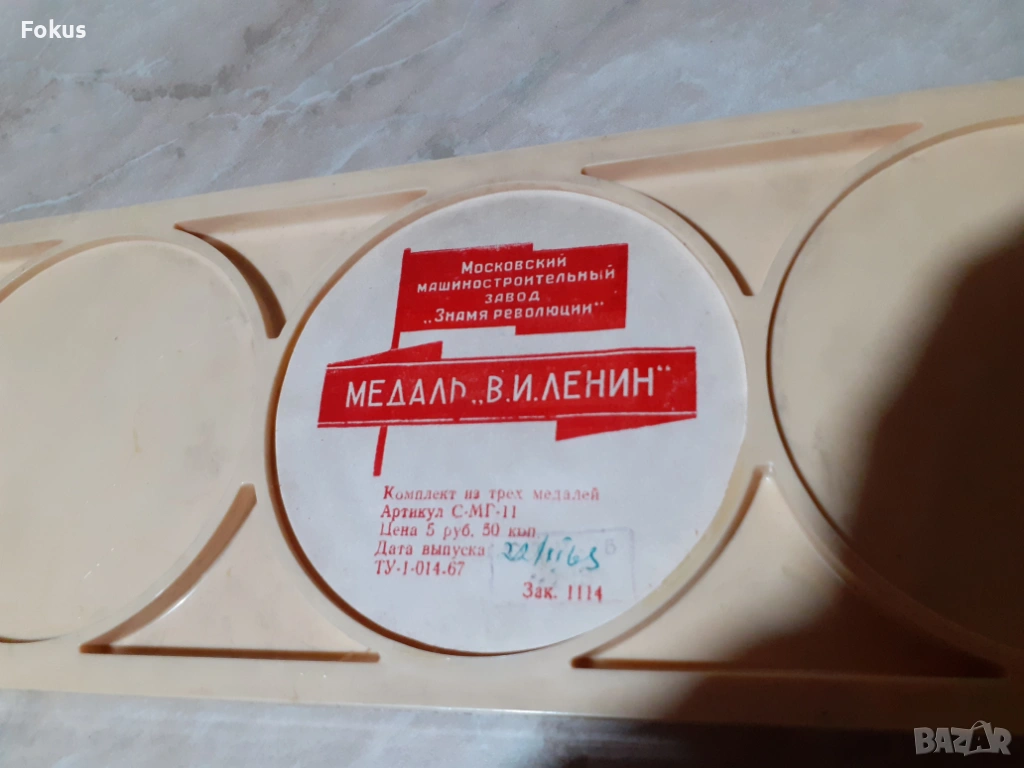 Fokus
Московский
машиностроительный
завод
„Знамя революции"
МЕДАЛЬ „В.И.ЛЕНИН"
Комплект из трех медалей
Артикул С-МГ-11
Цена 5 руб. 50 коп
Дата выпуска
ТУ-1-014-67
Зак. 1114
BAZAR